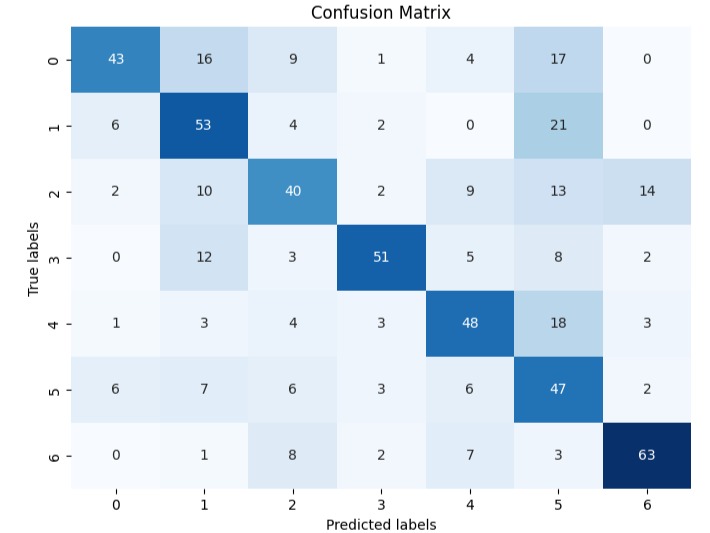 Confusion Matrix
0 43 16 9 1 4 17 0
1 6 53 4 2 0 21 0
2 2 10 40 2 9 13 14
3 0 12 3 51 5 8 2
4 1 3 4 3 48 18 3
5 6 7 6 3 6 47 2
6 0 1 8 2 7 3 63
True labels
0 1 2 3 4 5 6
Predicted labels